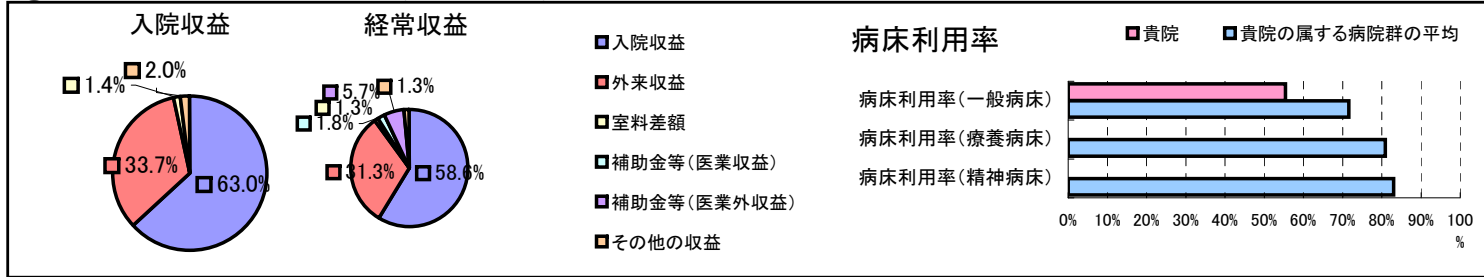 入院収益
1.4%
2.0%
33.7%
63.0%
経常収益
5.7%
1.3%
1.3%
1.8%
31.3%
58.6%
入院収益
外来収益
室料差額
補助金等(医業収益)
補助金等(医業外収益)
その他の収益
病床利用率
貴院 貴院の属する病院群の平均
病床利用率(一般病床)
病床利用率(療養病床)
病床利用率(精神病床)
0% 10% 20% 30% 40% 50% 60% 70% 80% 90% 100
%